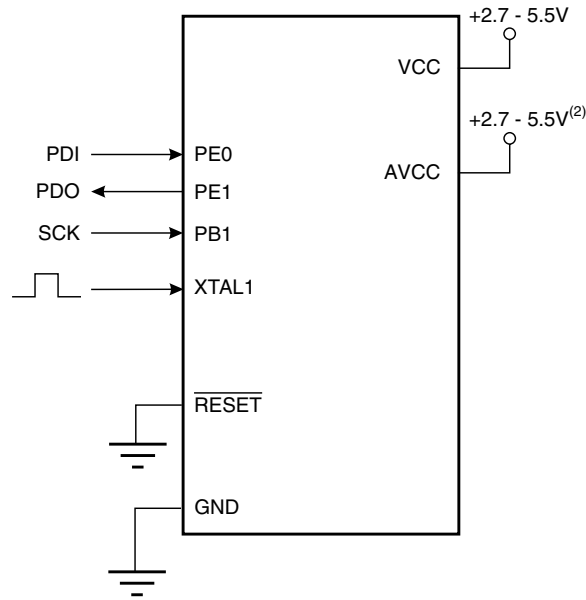 +2.7 - 5.5V
VCC
+2.7 - 5.5V(2)
AVCC
PDI PE0
PDO PE1
SCK PB1
XTAL1
RESET
GND